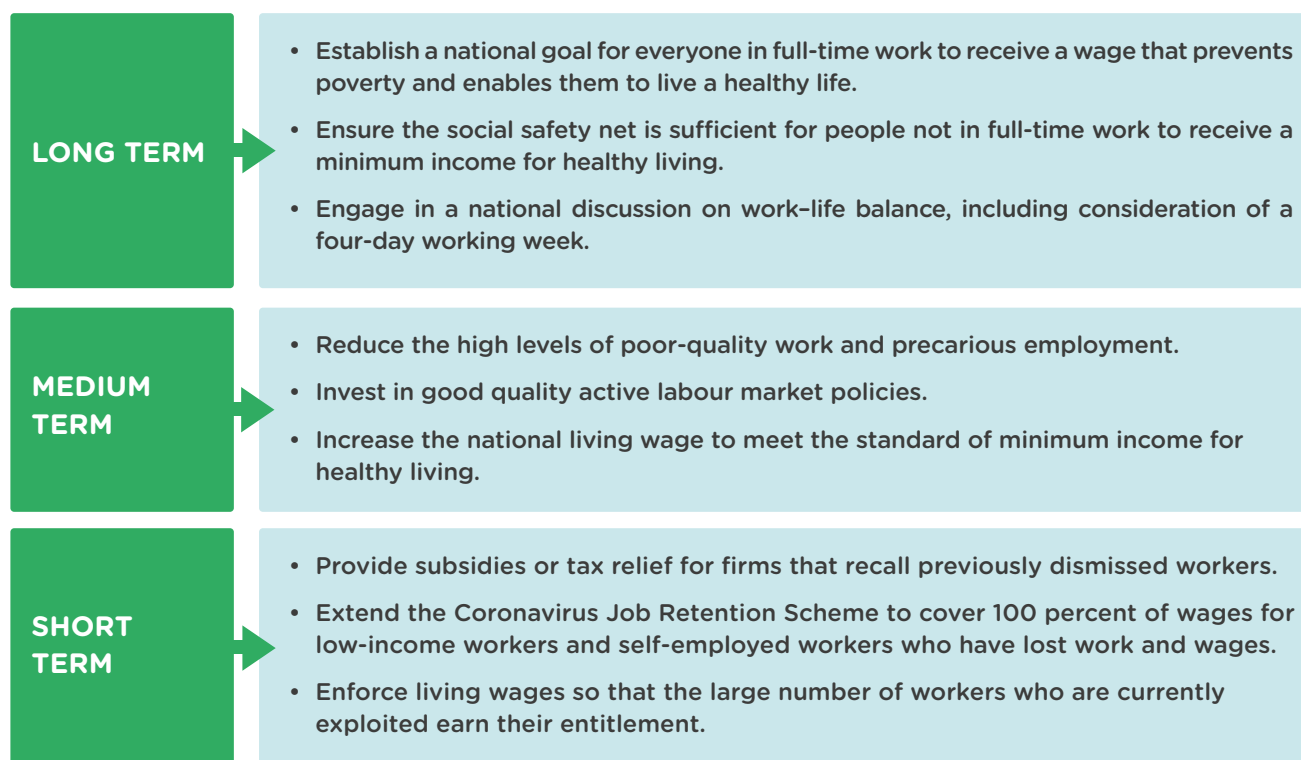 LONG TERM
• Establish a national goal for everyone in full-time work to receive a wage that prevents
poverty and enables them to live a healthy life.
• Ensure the social safety net is sufficient for people not in full-time work to receive a
minimum income for healthy living.
• Engage in a national discussion on work–life balance, including consideration of a
four-day working week.
MEDIUM
TERM
• Reduce the high levels of poor-quality work and precarious employment.
• Invest in good quality active labour market policies.
• Increase the national living wage to meet the standard of minimum income for
healthy living.
SHORT
TERM
• Provide subsidies or tax relief for firms that recall previously dismissed workers.
• Extend the Coronavirus Job Retention Scheme to cover 100 percent of wages for
low-income workers and self-employed workers who have lost work and wages.
• Enforce living wages so that the large number of workers who are currently
exploited earn their entitlement.